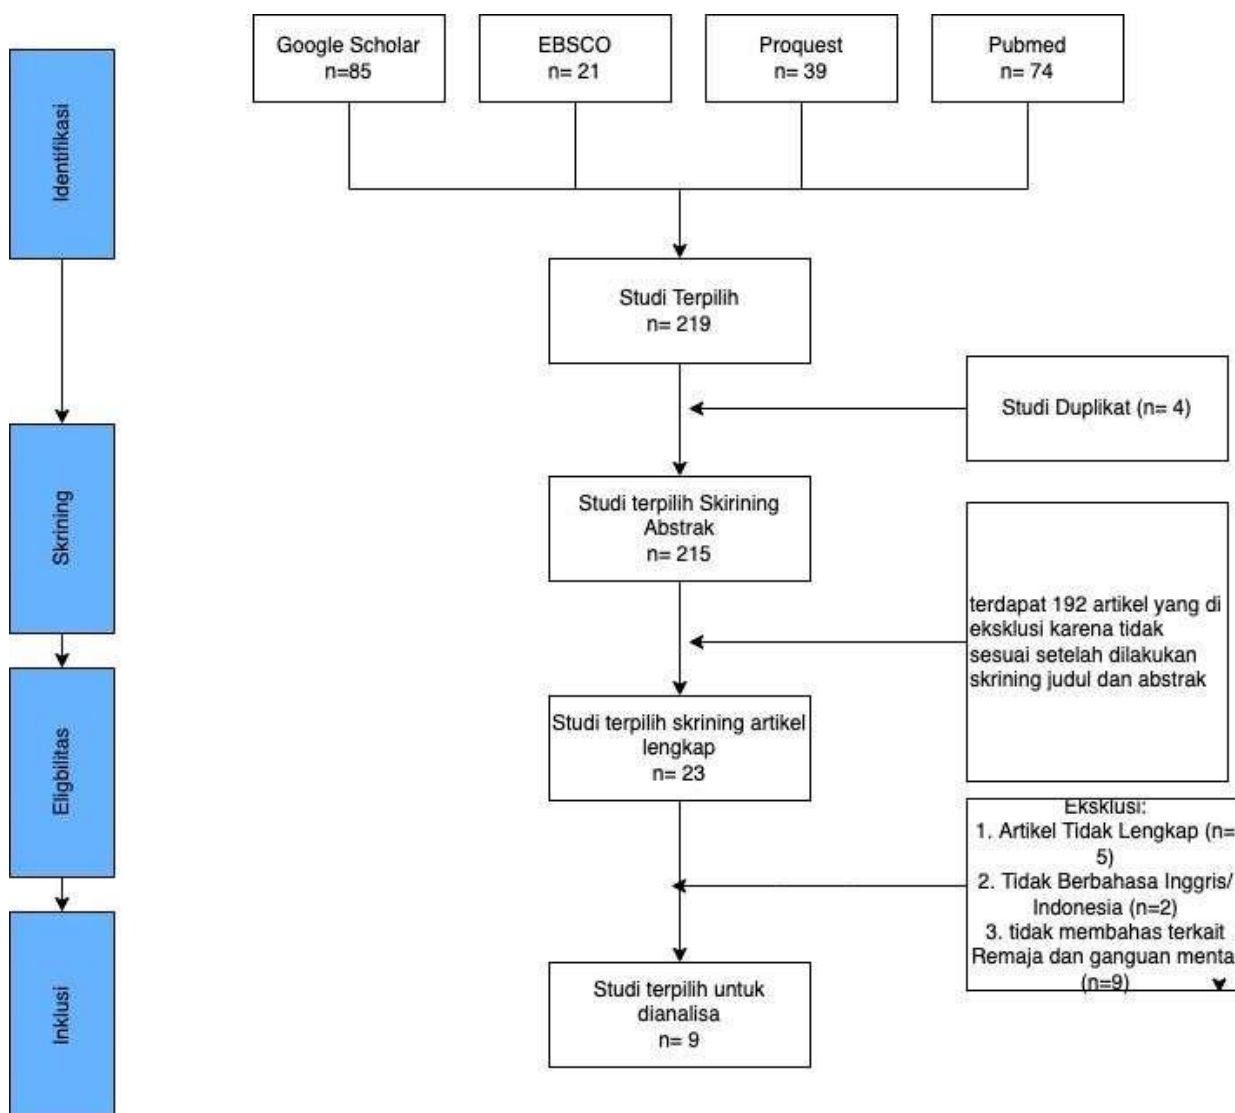 Google Scholar
n=85
EBSCO
n= 21
Proquest
n= 39
Pubmed
n= 74
Identifikasi
Studi Terpilih
n= 219
Studi Duplikat (n= 4)
Skrining
Studi terpilih Skirining
Abstrak
n= 215
terdapat 192 artikel yang di
eksklusi karena tidak
sesuai setelah dilakukan
skrining judul dan abstrak
Eligbilitas
Studi terpilih skrining artikel
lengkap
n= 23
Eksklusi:
1. Artikel Tidak Lengkap (n=
5)
2. Tidak Berbahasa Inggris/
Indonesia (n=2)
3. tidak membahas terkait
Remaja dan ganguan menta
(n=9)
Inklusi
Studi terpilih untuk
dianalisa
n= 9